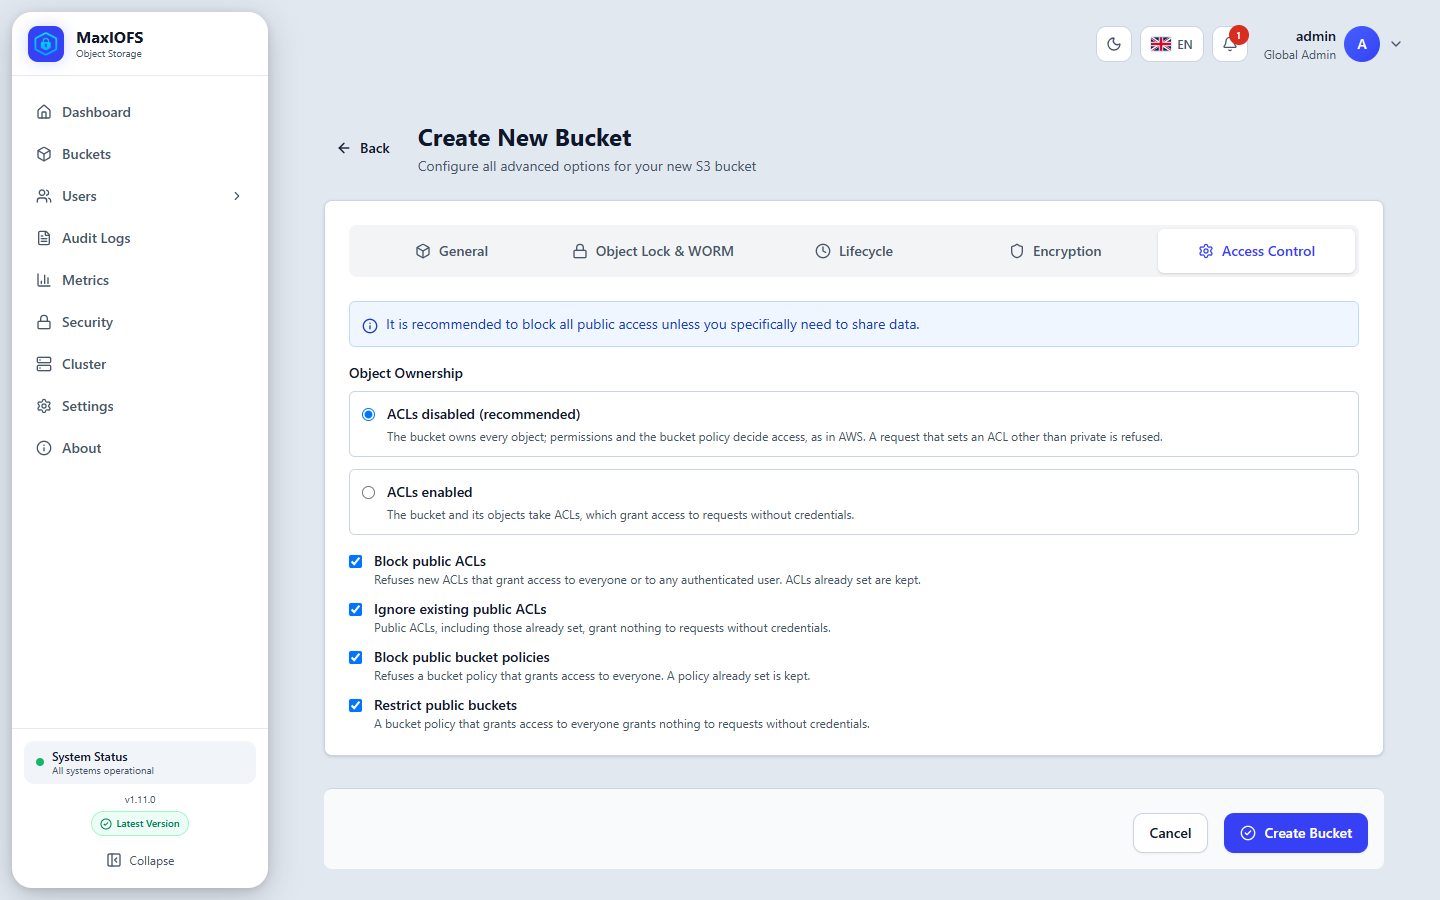 MaxIOFS
Object Storage
EN
1
admin
Global Admin
A
Dashboard
Buckets
Users
Audit Logs
Metrics
Security
Cluster
Settings
About
System Status
All systems operational
v1.11.0
Latest Version
Collapse
Back
Create New Bucket
Configure all advanced options for your new S3 bucket
General
Object Lock & WORM
Lifecycle
Encryption
Access Control
It is recommended to block all public access unless you specifically need to share data.
Object Ownership
ACLs disabled (recommended)
The bucket owns every object; permissions and the bucket policy decide access, as in AWS. A request that sets an ACL other than private is refused.
ACLs enabled
The bucket and its objects take ACLs, which grant access to requests without credentials.
Block public ACLs
Refuses new ACLs that grant access to everyone or to any authenticated user. ACLs already set are kept.
Ignore existing public ACLs
Public ACLs, including those already set, grant nothing to requests without credentials.
Block public bucket policies
Refuses a bucket policy that grants access to everyone. A policy already set is kept.
Restrict public buckets
A bucket policy that grants access to everyone grants nothing to requests without credentials.
Cancel
Create Bucket